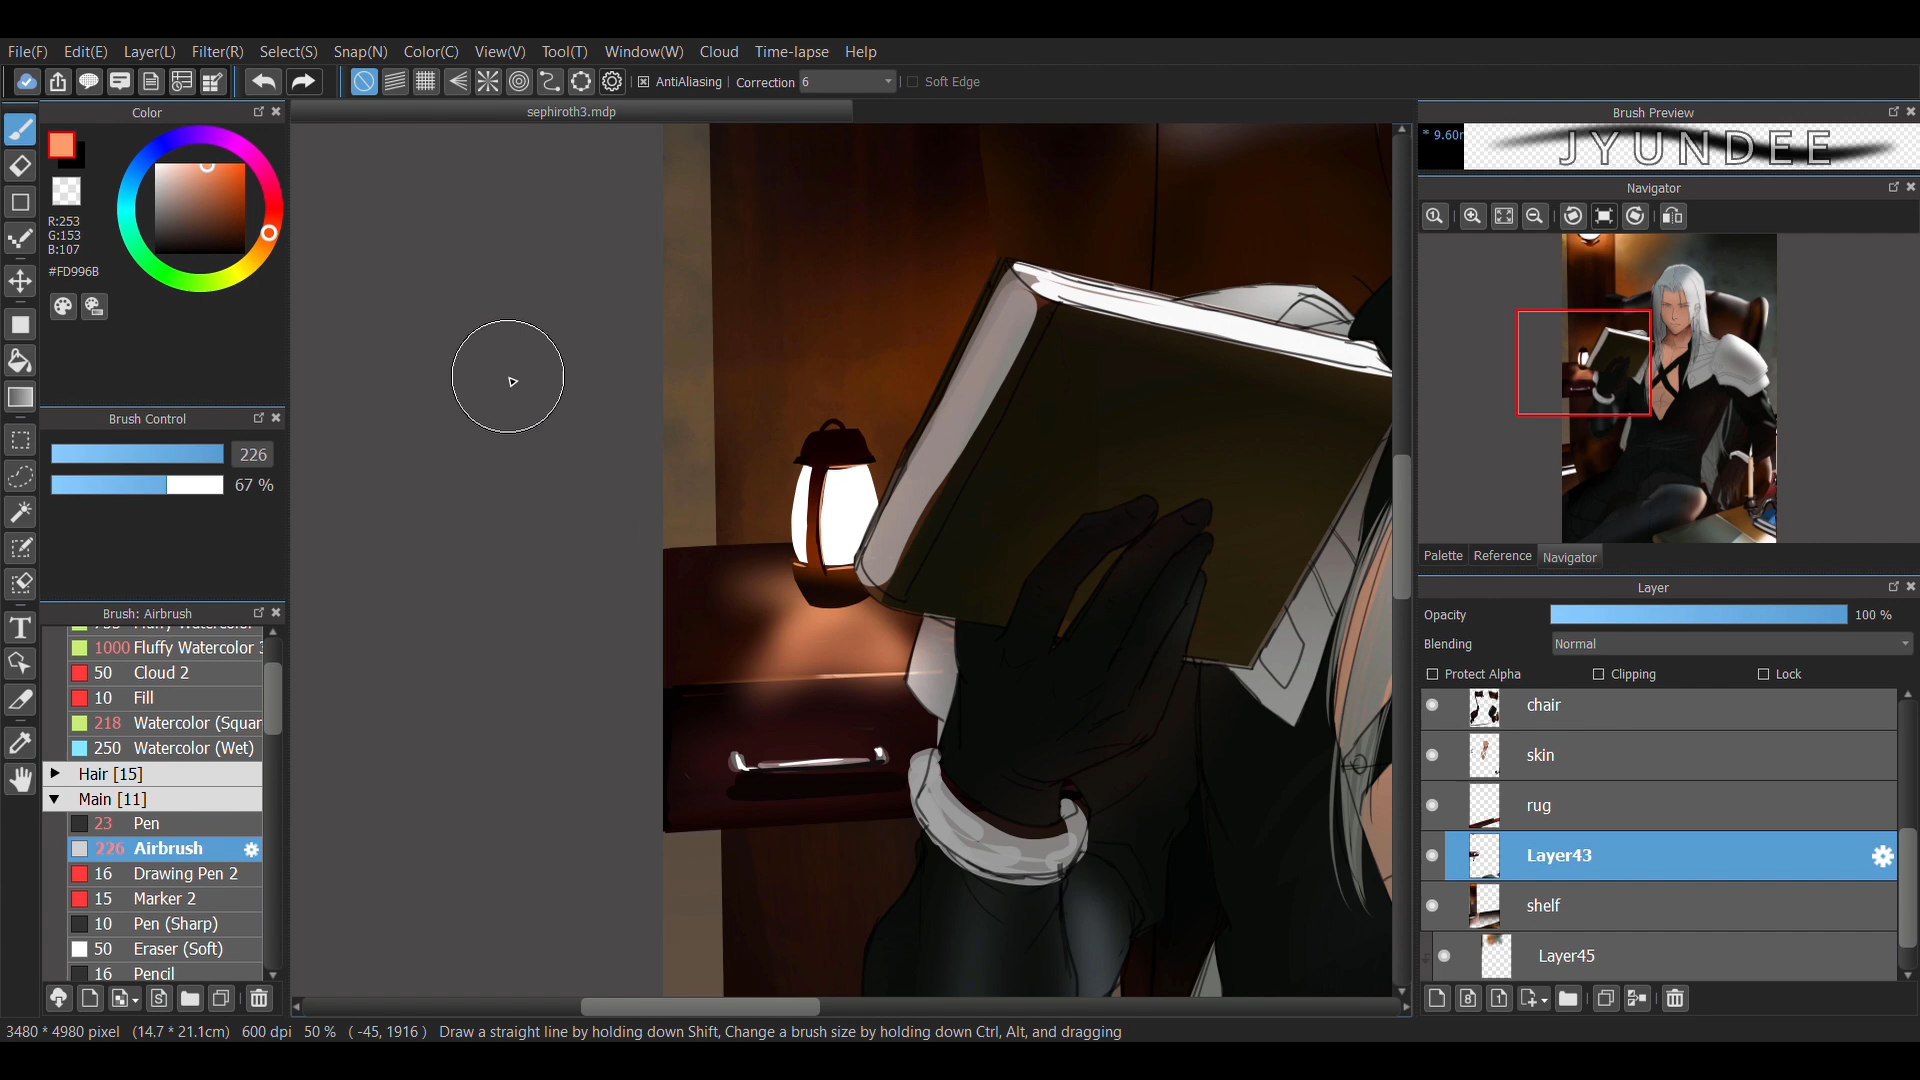 File(F) Edit(E) Layer(L) Filter(R) Select(S) Snap(N) Color(C) View(V) Tool(T) Window(W) Cloud Time-lapse Help
AntiAliasing Correction 6 Soft Edge
Color
R:253
G:153
B:107
#FD996B
Brush Control
226
67 %
Brush: Airbrush
1000 Fluffy Watercolor
50 Cloud 2
10 Fill
218 Watercolor (Squar
250 Watercolor (Wet)
Hair [15]
Main [11]
23 Pen
226 Airbrush
16 Drawing Pen 2
15 Marker 2
10 Pen (Sharp)
50 Eraser (Soft)
16 Pencil
sephiroth3.mdp
Brush Preview
* 9.60m
JYUNDEE
Navigator
Palette Reference Navigator
Layer
Opacity 100 %
Blending Normal
Protect Alpha Clipping Lock
chair
skin
rug
Layer43
shelf
Layer45
3480 * 4980 pixel (14.7 * 21.1cm) 600 dpi 50 % ( -45, 1916 ) Draw a straight line by holding down Shift, Change a brush size by holding down Ctrl, Alt, and dragging